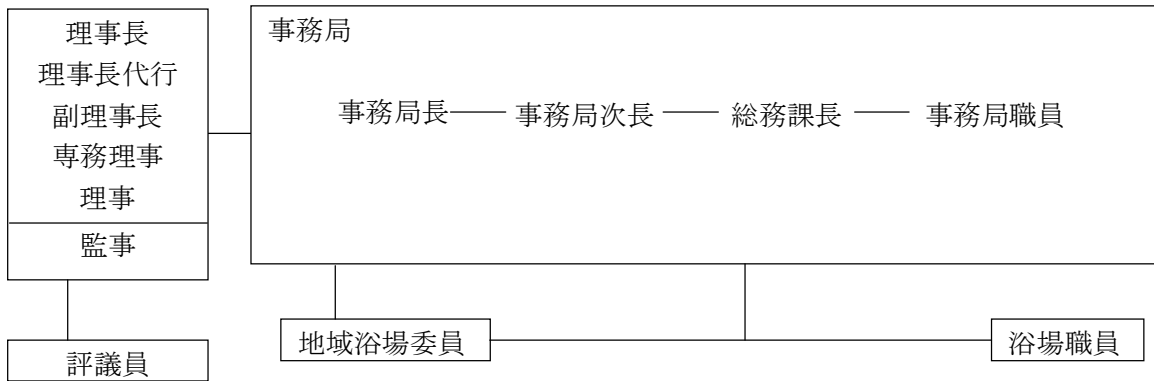 理事長
理事長代行
副理事長
専務理事
理事
監事
評議員
事務局
事務局長 事務局次長 総務課長 事務局職員
地域浴場委員 浴場職員